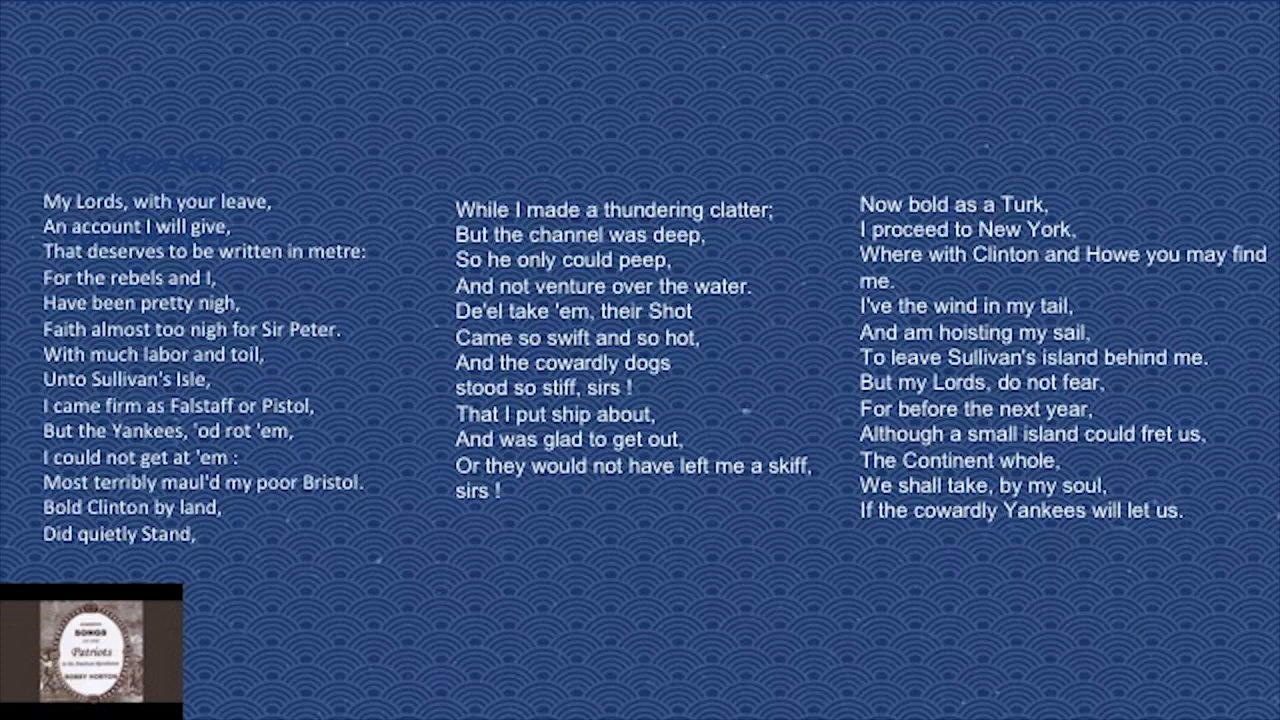 My Lords, with your leave,
An account I will give,
That deserves to be written in metre:
For the rebels and I,
Have been pretty nigh,
Faith almost too nigh for Sir Peter.
With much labor and toil,
Unto Sullivan's Isle,
I came firm as Falstaff or Pistol,
But the Yankees, 'od rot 'em,
I could not get at 'em :
Most terribly maul'd my poor Bristol.
Bold Clinton by land,
Did quietly Stand,
While I made a thundering clatter;
But the channel was deep,
So he only could peep,
And not venture over the water.
De'el take 'em, their Shot
Came so swift and so hot,
And the cowardly dogs
stood so stiff, sirs !
That I put ship about,
And was glad to get out,
Or they would not have left me a skiff,
sirs !
Now bold as a Turk,
I proceed to New York,
Where with Clinton and Howe you may find
me.
I've the wind in my tail,
And am hoisting my sail,
To leave Sullivan's island behind me.
But my Lords, do not fear,
For before the next year,
Although a small island could fret us,
The Continent whole,
We shall take, by my soul,
If the cowardly Yankees will let us.
SONGS
Patriots
BOBBY HORTON